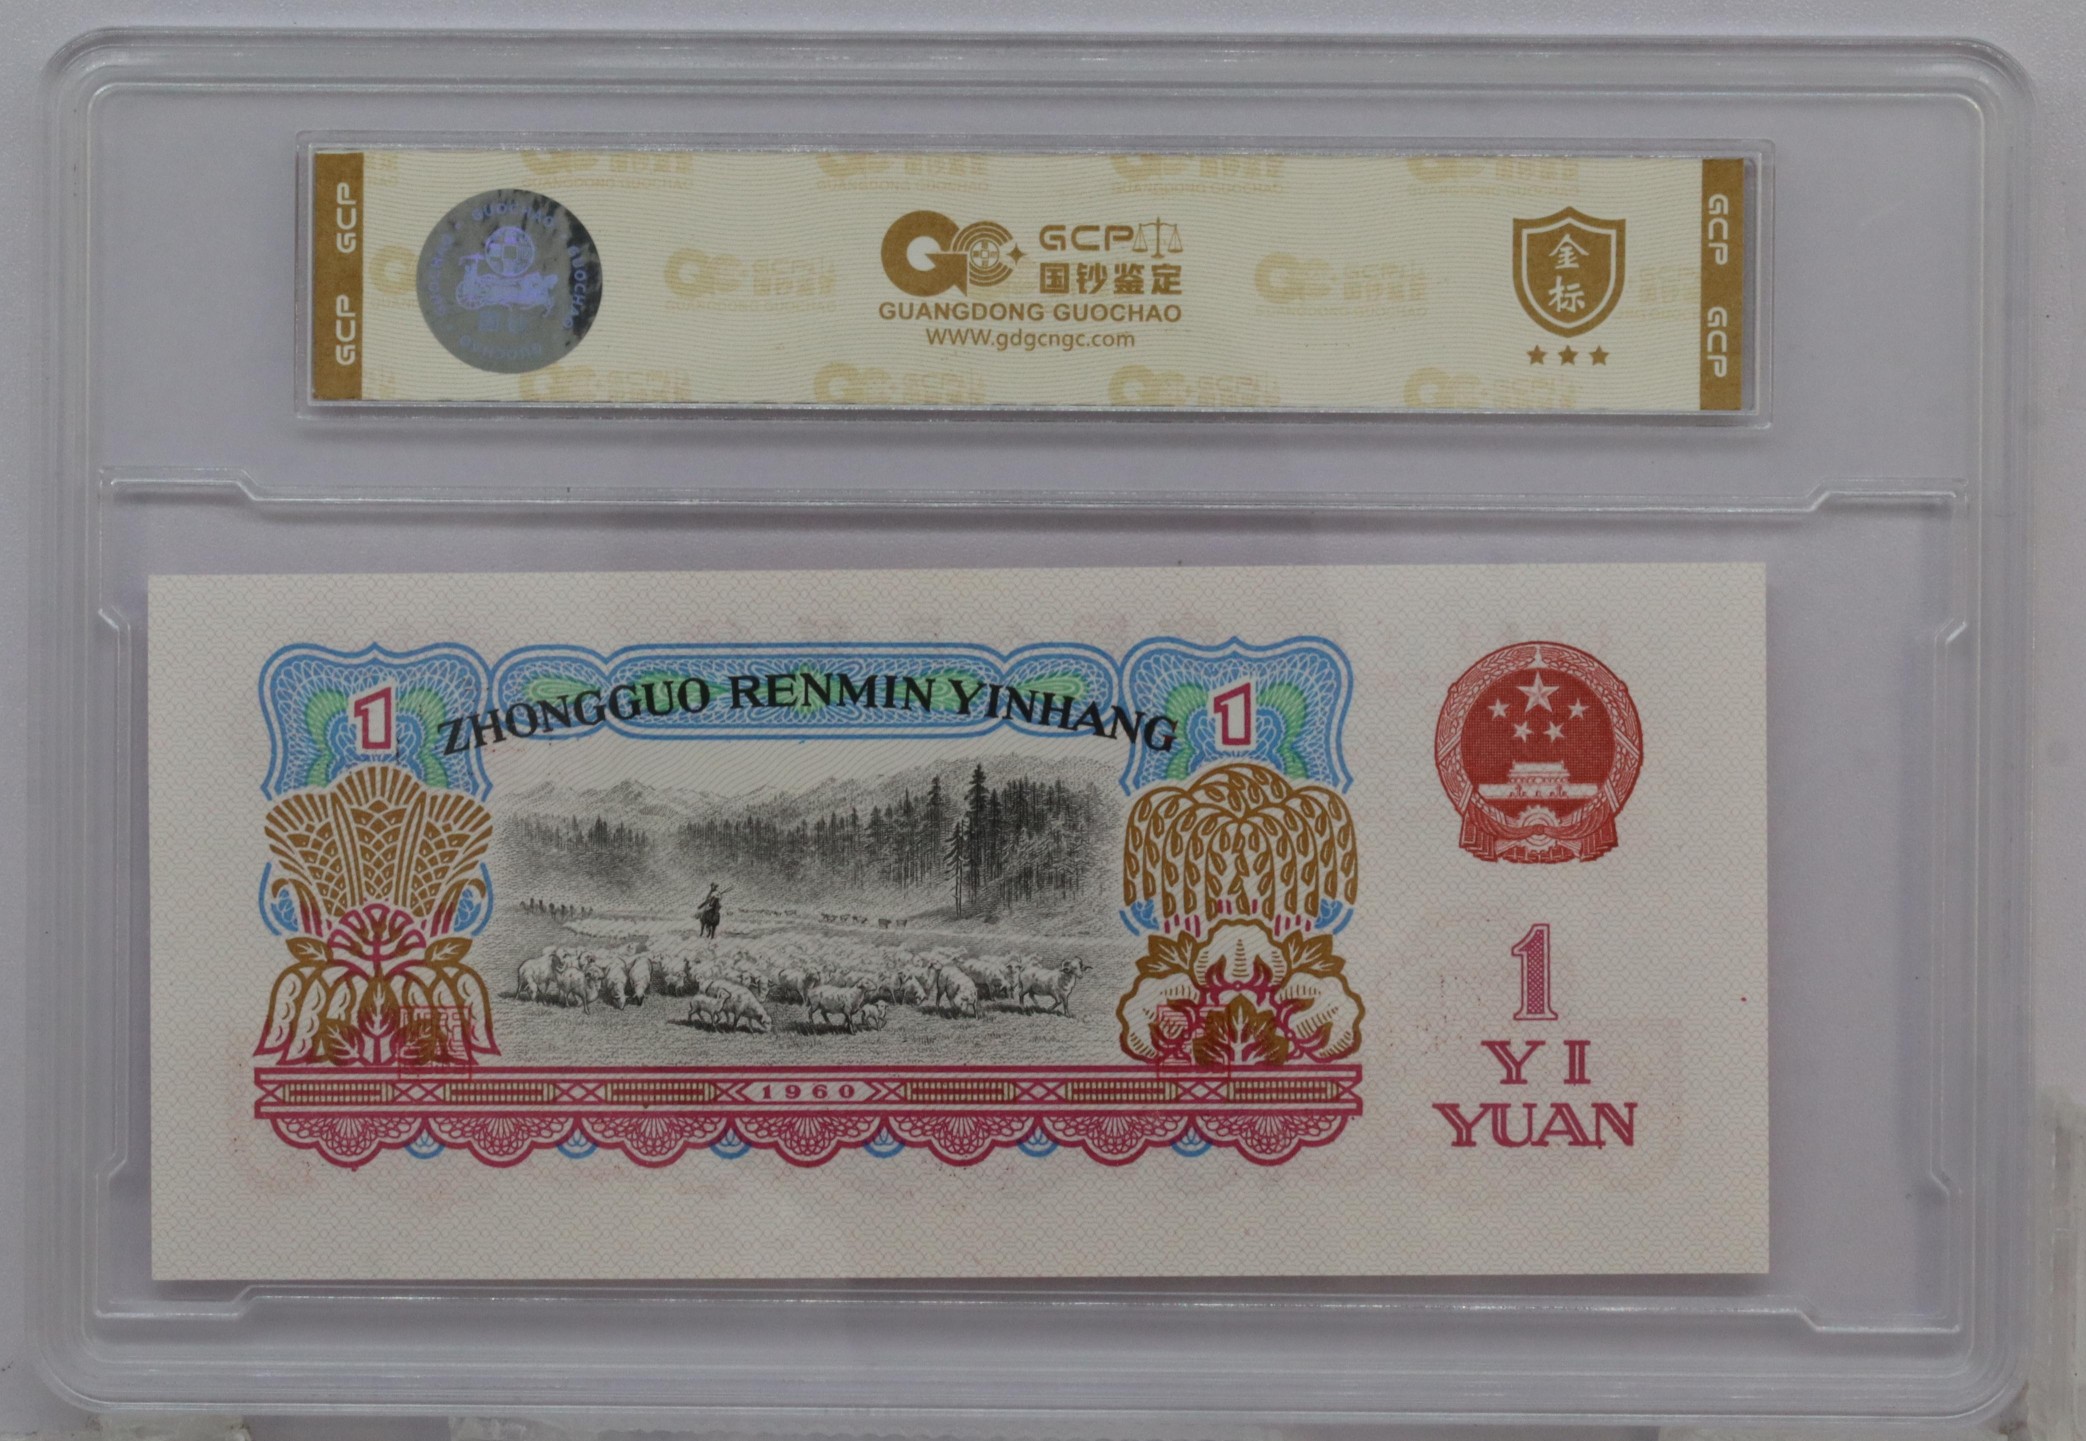 GCP GCP
GUOCHAO
GCP
国钞鉴定
GUANGDONG GUOCHAO
WWW.gdgcngc.com
金标
GCP GCP
ZHONGGUO RENMIN YINHANG
1
1
1960
1
YI
YUAN